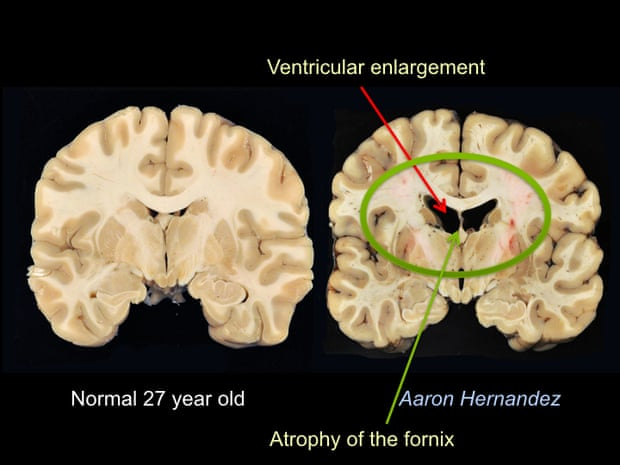 Ventricular enlargement
Normal 27 year old
Aaron Hernandez
Atrophy of the fornix